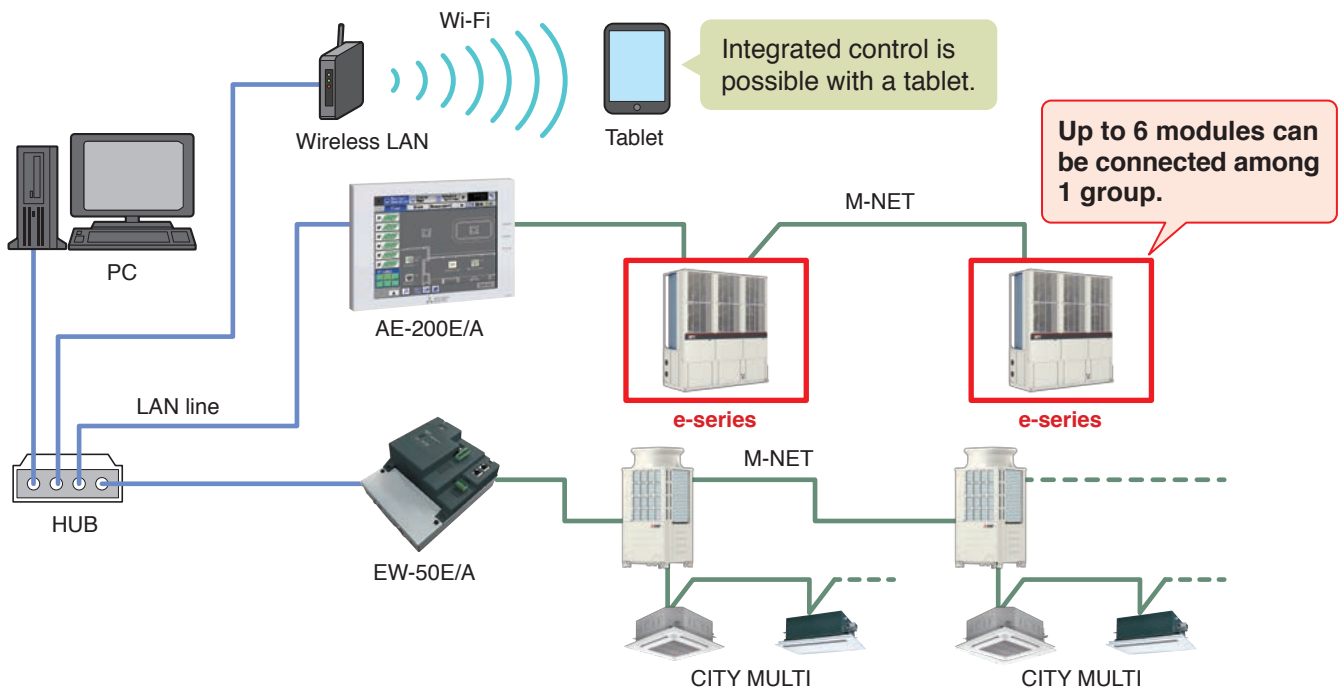 Wi-Fi
Integrated control is
possible with a tablet.
Wireless LAN
Tablet
Up to 6 modules can
be connected among
1 group.
M-NET
PC
AE-200E/A
LAN line
e-series
e-series
M-NET
HUB
EW-50E/A
CITY MULTI
CITY MULTI